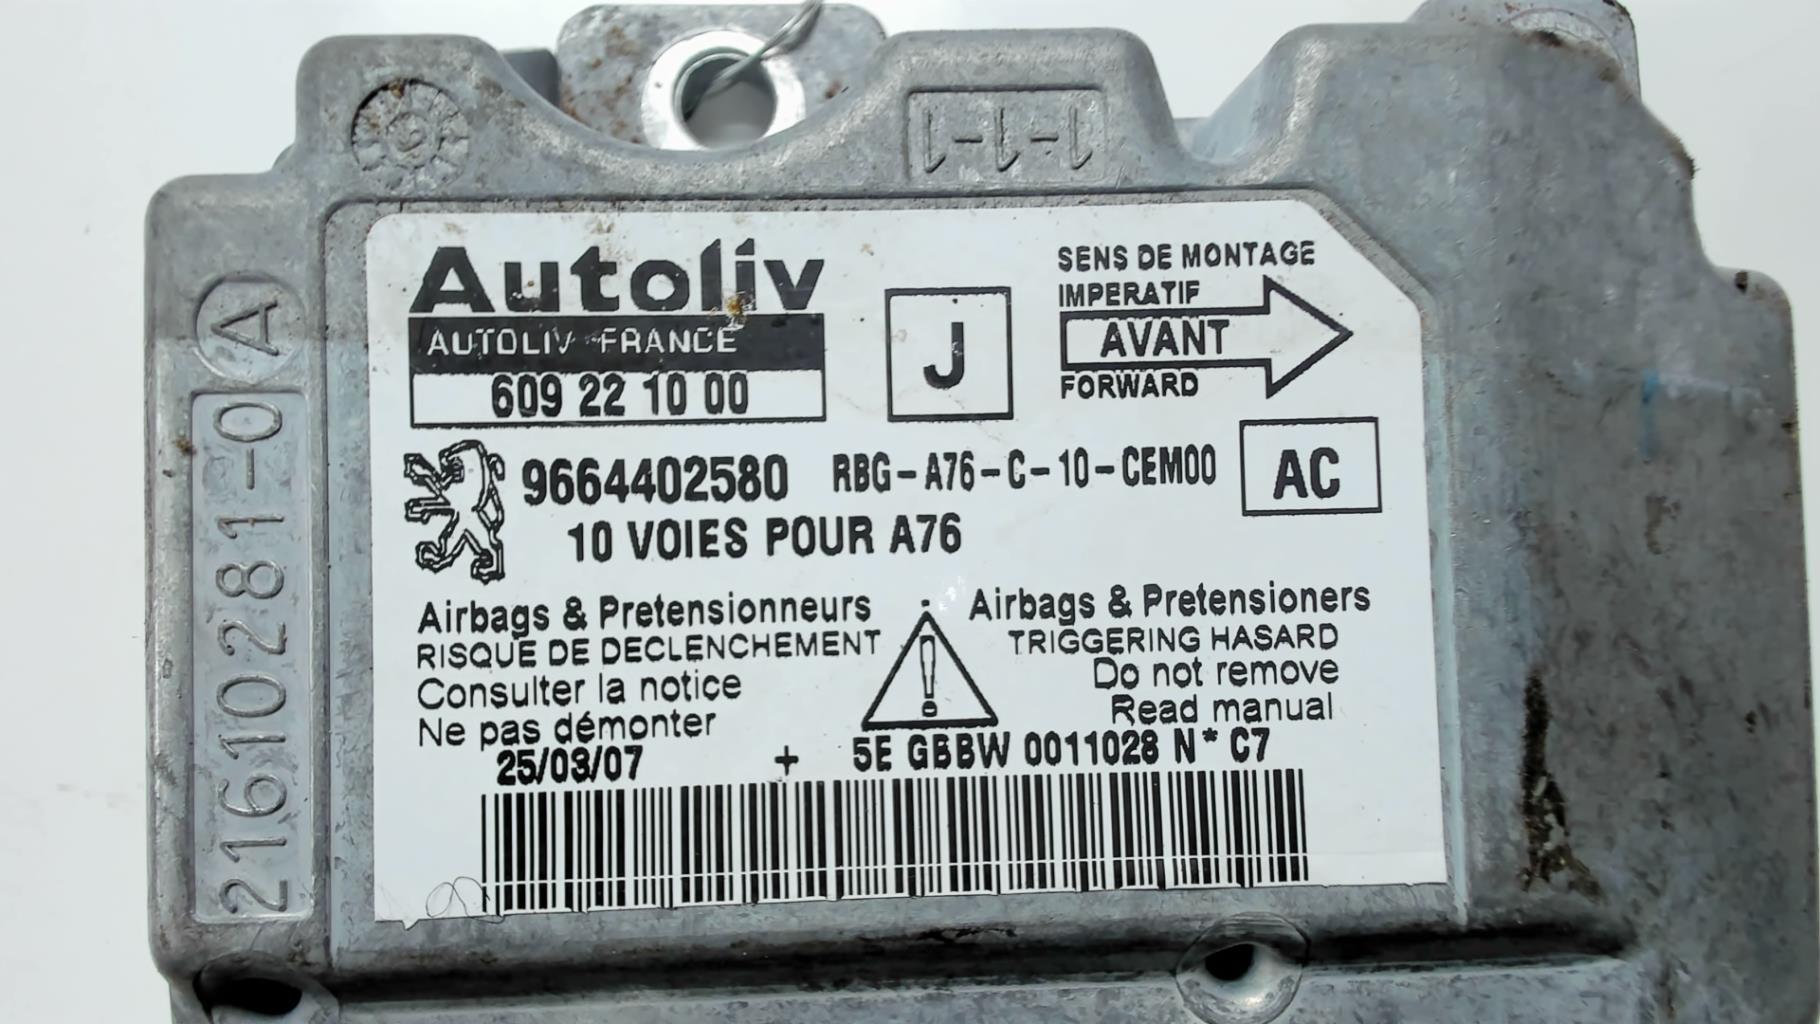 1-1-1
Autoliv
AUTOLIV FRANCE
609 22 10 00
J
SENS DE MONTAGE
IMPERATIF
AVANT
FORWARD
9664402580 RBG-A76-C-10-CEM00 AC
10 VOIES POUR A76
Airbags & Pretensionneurs
RISQUE DE DECLENCHEMENT
Consulter la notice
Ne pas démonter
Airbags & Pretensioners
TRIGGERING HASARD
Do not remove
Read manual
25/03/07 + 5E GBBW 0011028 N* C7
21610281-0 A